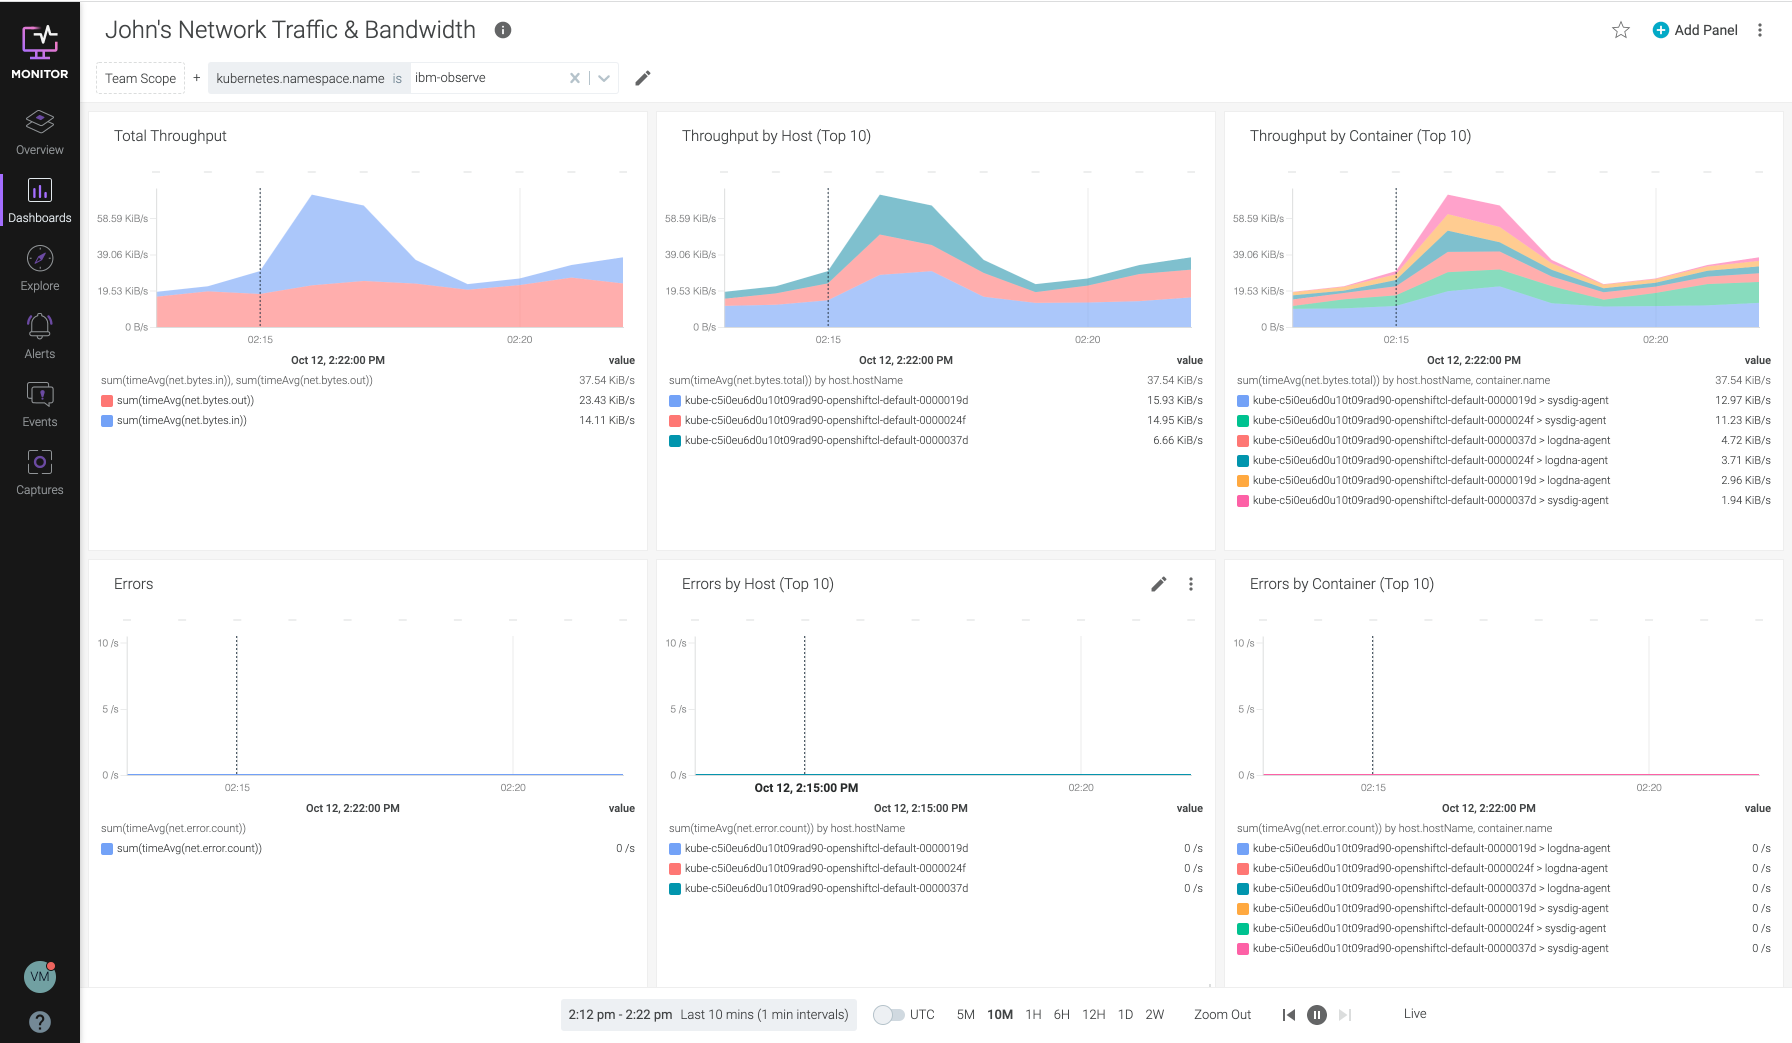 MONITOR
Overview
Dashboards
Explore
Alerts
Events
Captures
VM
?
John's Network Traffic & Bandwidth
Add Panel
Team Scope + kubernetes.namespace.name is ibm-observe
Total Throughput
58.59 KiB/s
39.06 KiB/s
19.53 KiB/s
0 B/s
02:15 02:20
Oct 12, 2:22:00 PM value
sum(timeAvg(net.bytes.in)), sum(timeAvg(net.bytes.out)) 37.54 KiB/s
sum(timeAvg(net.bytes.out)) 23.43 KiB/s
sum(timeAvg(net.bytes.in)) 14.11 KiB/s
Throughput by Host (Top 10)
58.59 KiB/s
39.06 KiB/s
19.53 KiB/s
0 B/s
02:15 02:20
Oct 12, 2:22:00 PM value
sum(timeAvg(net.bytes.total)) by host.hostName 37.54 KiB/s
kube-c5i0eu6d0u10t09rad90-openshiftcl-default-0000019d 15.93 KiB/s
kube-c5i0eu6d0u10t09rad90-openshiftcl-default-0000024f 14.95 KiB/s
kube-c5i0eu6d0u10t09rad90-openshiftcl-default-0000037d 6.66 KiB/s
Throughput by Container (Top 10)
58.59 KiB/s
39.06 KiB/s
19.53 KiB/s
0 B/s
02:15 02:20
Oct 12, 2:22:00 PM value
sum(timeAvg(net.bytes.total)) by host.hostName, container.name 37.54 KiB/s
kube-c5i0eu6d0u10t09rad90-openshiftcl-default-0000019d > sysdig-agent 12.97 KiB/s
kube-c5i0eu6d0u10t09rad90-openshiftcl-default-0000024f > sysdig-agent 11.23 KiB/s
kube-c5i0eu6d0u10t09rad90-openshiftcl-default-0000037d > logdna-agent 4.72 KiB/s
kube-c5i0eu6d0u10t09rad90-openshiftcl-default-0000024f > logdna-agent 3.71 KiB/s
kube-c5i0eu6d0u10t09rad90-openshiftcl-default-0000019d > logdna-agent 2.96 KiB/s
kube-c5i0eu6d0u10t09rad90-openshiftcl-default-0000037d > sysdig-agent 1.94 KiB/s
Errors
10 /s
5 /s
0 /s
02:15 02:20
Oct 12, 2:22:00 PM value
sum(timeAvg(net.error.count))
sum(timeAvg(net.error.count)) 0 /s
Errors by Host (Top 10)
10 /s
5 /s
0 /s
Oct 12, 2:15:00 PM 02:20
Oct 12, 2:15:00 PM value
sum(timeAvg(net.error.count)) by host.hostName
kube-c5i0eu6d0u10t09rad90-openshiftcl-default-0000019d 0 /s
kube-c5i0eu6d0u10t09rad90-openshiftcl-default-0000024f 0 /s
kube-c5i0eu6d0u10t09rad90-openshiftcl-default-0000037d 0 /s
Errors by Container (Top 10)
10 /s
5 /s
0 /s
02:15 02:20
Oct 12, 2:22:00 PM value
sum(timeAvg(net.error.count)) by host.hostName, container.name
kube-c5i0eu6d0u10t09rad90-openshiftcl-default-0000019d > logdna-agent 0 /s
kube-c5i0eu6d0u10t09rad90-openshiftcl-default-0000024f > logdna-agent 0 /s
kube-c5i0eu6d0u10t09rad90-openshiftcl-default-0000037d > logdna-agent 0 /s
kube-c5i0eu6d0u10t09rad90-openshiftcl-default-0000019d > sysdig-agent 0 /s
kube-c5i0eu6d0u10t09rad90-openshiftcl-default-0000024f > sysdig-agent 0 /s
kube-c5i0eu6d0u10t09rad90-openshiftcl-default-0000037d > sysdig-agent 0 /s
2:12 pm - 2:22 pm Last 10 mins (1 min intervals) UTC 5M 10M 1H 6H 12H 1D 2W Zoom Out Live